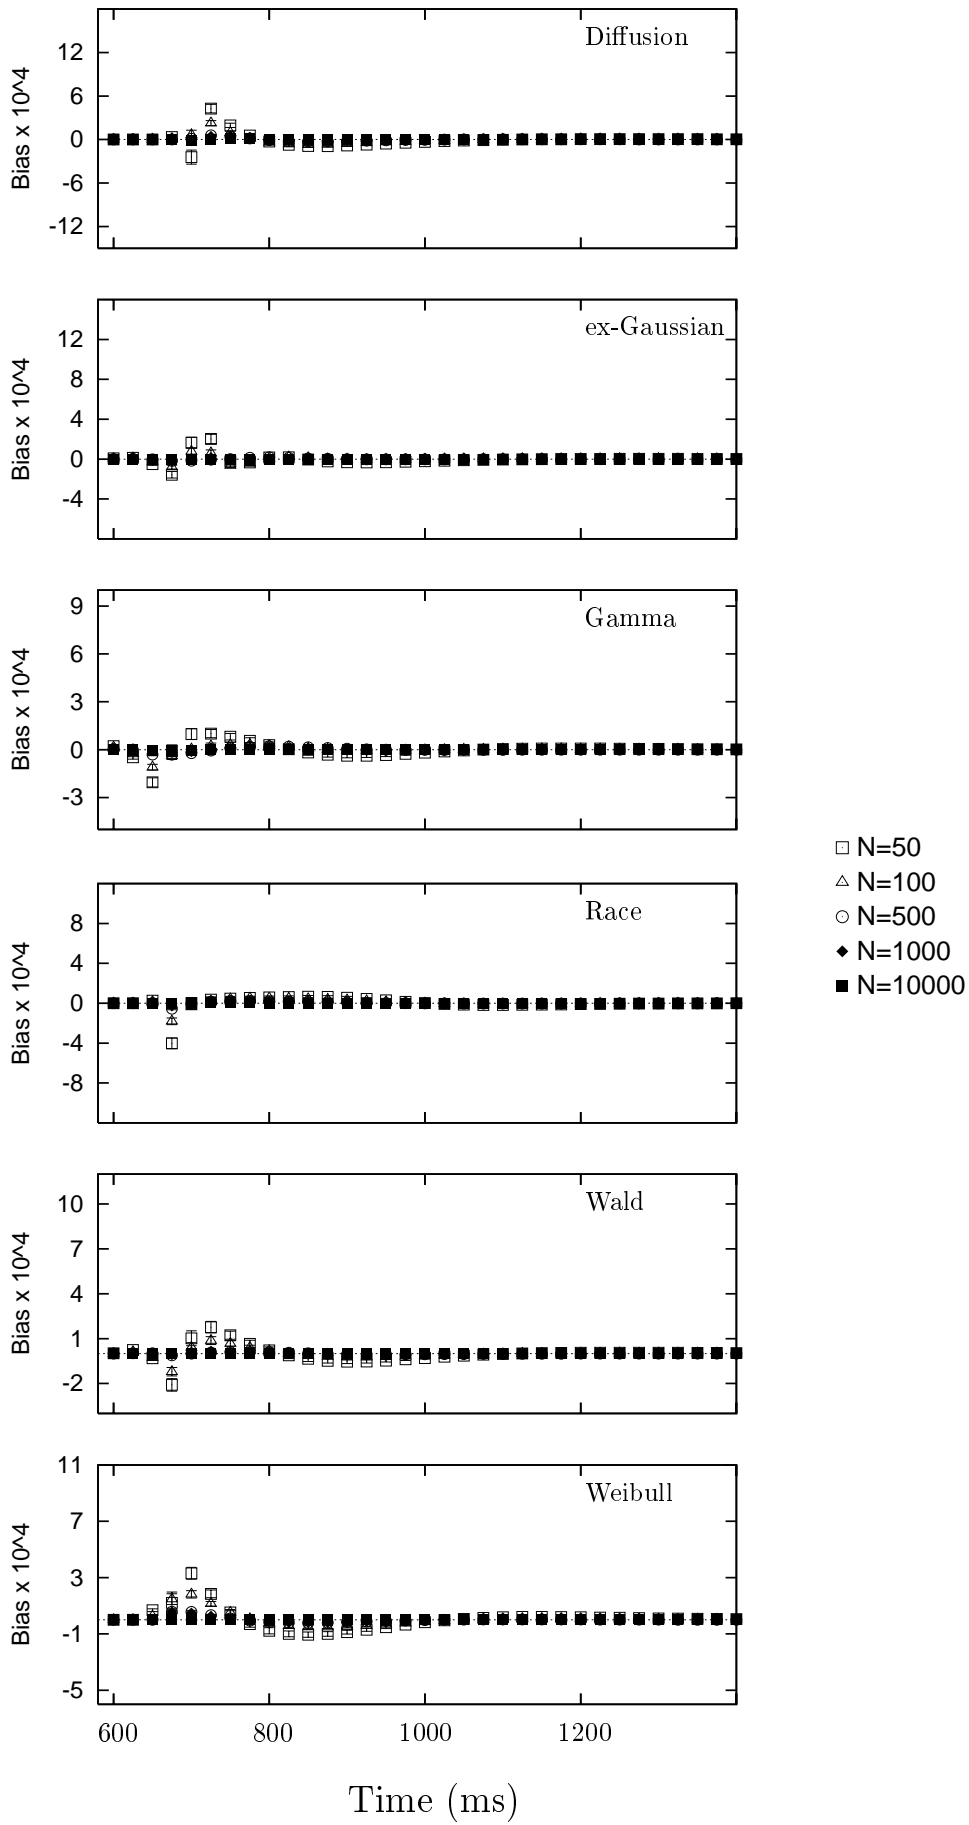 Diffusion
Bias x 10^4
12
6
0
-6
-12
ex-Gaussian
Bias x 10^4
12
8
4
0
-4
Gamma
Bias x 10^4
9
6
3
0
-3
Race
Bias x 10^4
8
4
0
-4
-8
Wald
Bias x 10^4
10
7
4
1
-2
Weibull
Bias x 10^4
11
7
3
-1
-5
600 800 1000 1200
Time (ms)
N=50
N=100
N=500
N=1000
N=10000